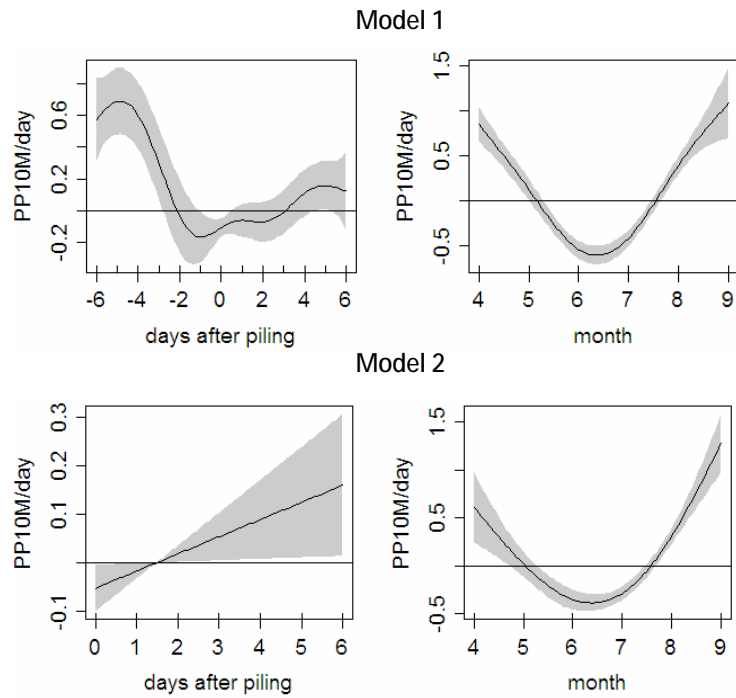 Model 1
PP10M/day
-0.2 0.2 0.6
-6 -4 -2 0 2 4 6
days after piling
PP10M/day
-0.5 0.5 1.5
4 5 6 7 8 9
month
Model 2
PP10M/day
-0.1 0.1 0.2 0.3
0 1 2 3 4 5 6
days after piling
PP10M/day
-0.5 0.5 1.5
4 5 6 7 8 9
month